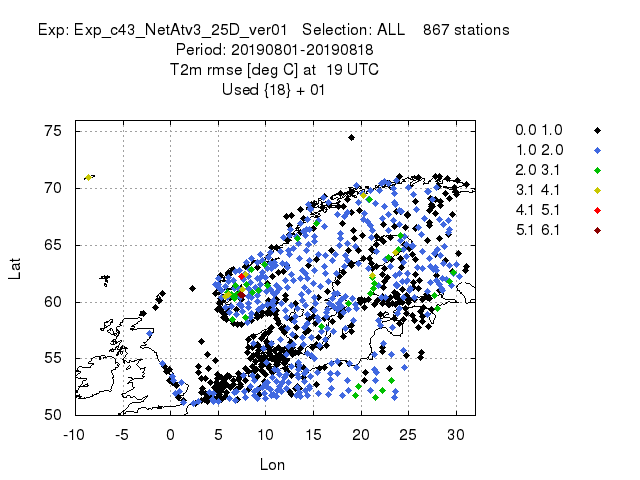 Exp: Exp_c43_NetAtv3_25D_ver01 Selection: ALL 867 stations
Period: 20190801-20190818
T2m rmse [deg C] at 19 UTC
Used {18} + 01
0.0 1.0
1.0 2.0
2.0 3.1
3.1 4.1
4.1 5.1
5.1 6.1
75
70
65
60
55
50
Lat
-10 -5 0 5 10 15 20 25 30
Lon